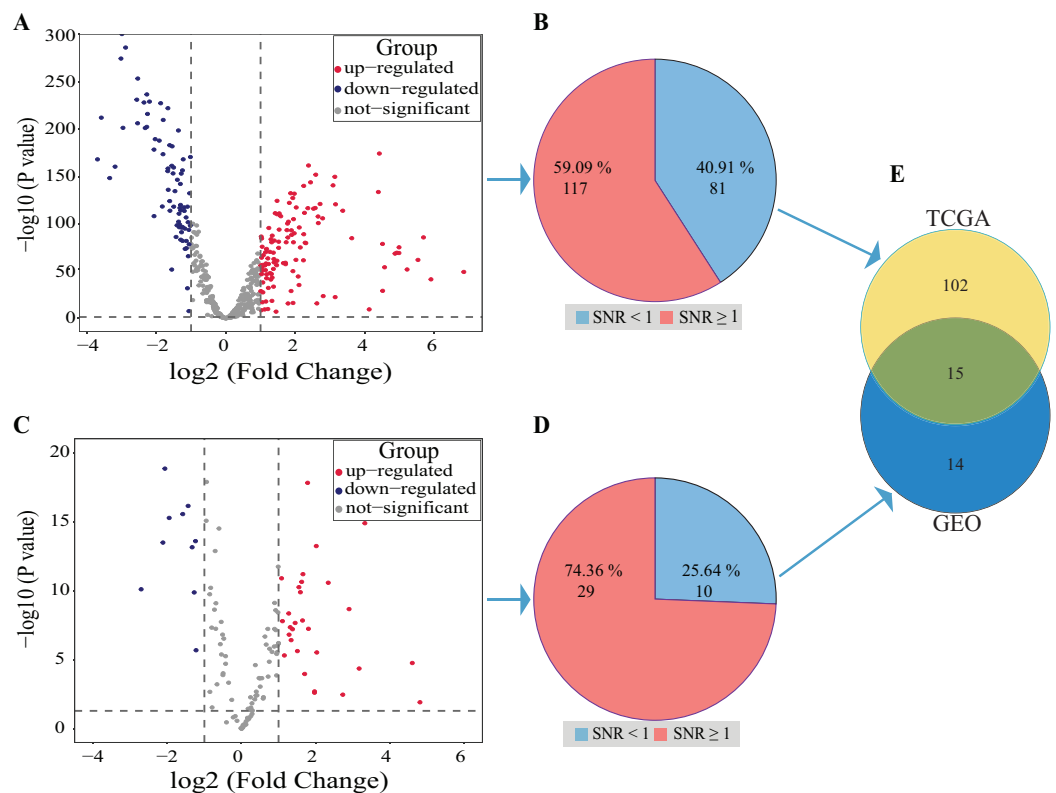 A
300
250
200
150
100
50
0
−log10 (P value)
−4
−2
0
2
4
6
log2 (Fold Change)
Group
up−regulated
down−regulated
not−significant
B
59.09 %
117
40.91 %
81
SNR < 1
SNR ≥ 1
C
20
15
10
5
0
−log10 (P value)
−4
−2
0
2
4
6
log2 (Fold Change)
Group
up−regulated
down−regulated
not−significant
D
74.36 %
29
25.64 %
10
SNR < 1
SNR ≥ 1
E
TCGA
102
15
14
GEO